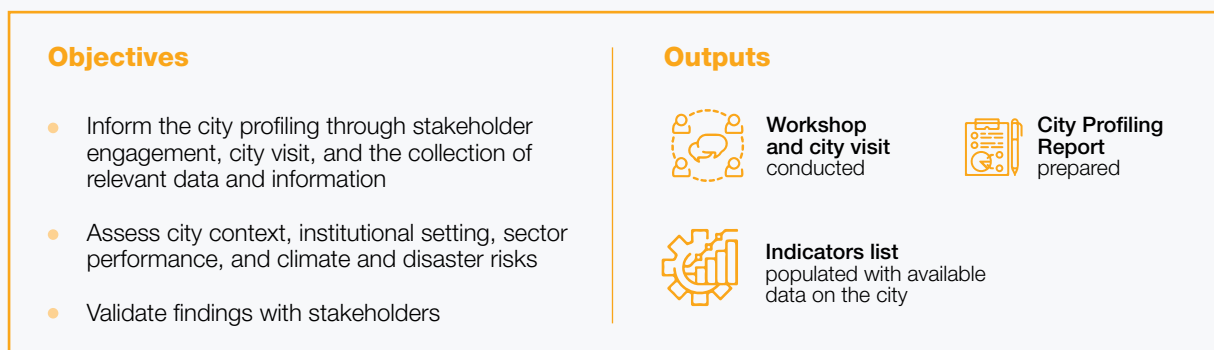 Objectives
Inform the city profiling through stakeholder
engagement, city visit, and the collection of
relevant data and information
Assess city context, institutional setting, sector
performance, and climate and disaster risks
Validate findings with stakeholders
Outputs
Workshop
and city visit
conducted
City Profiling
Report
prepared
Indicators list
populated with available
data on the city